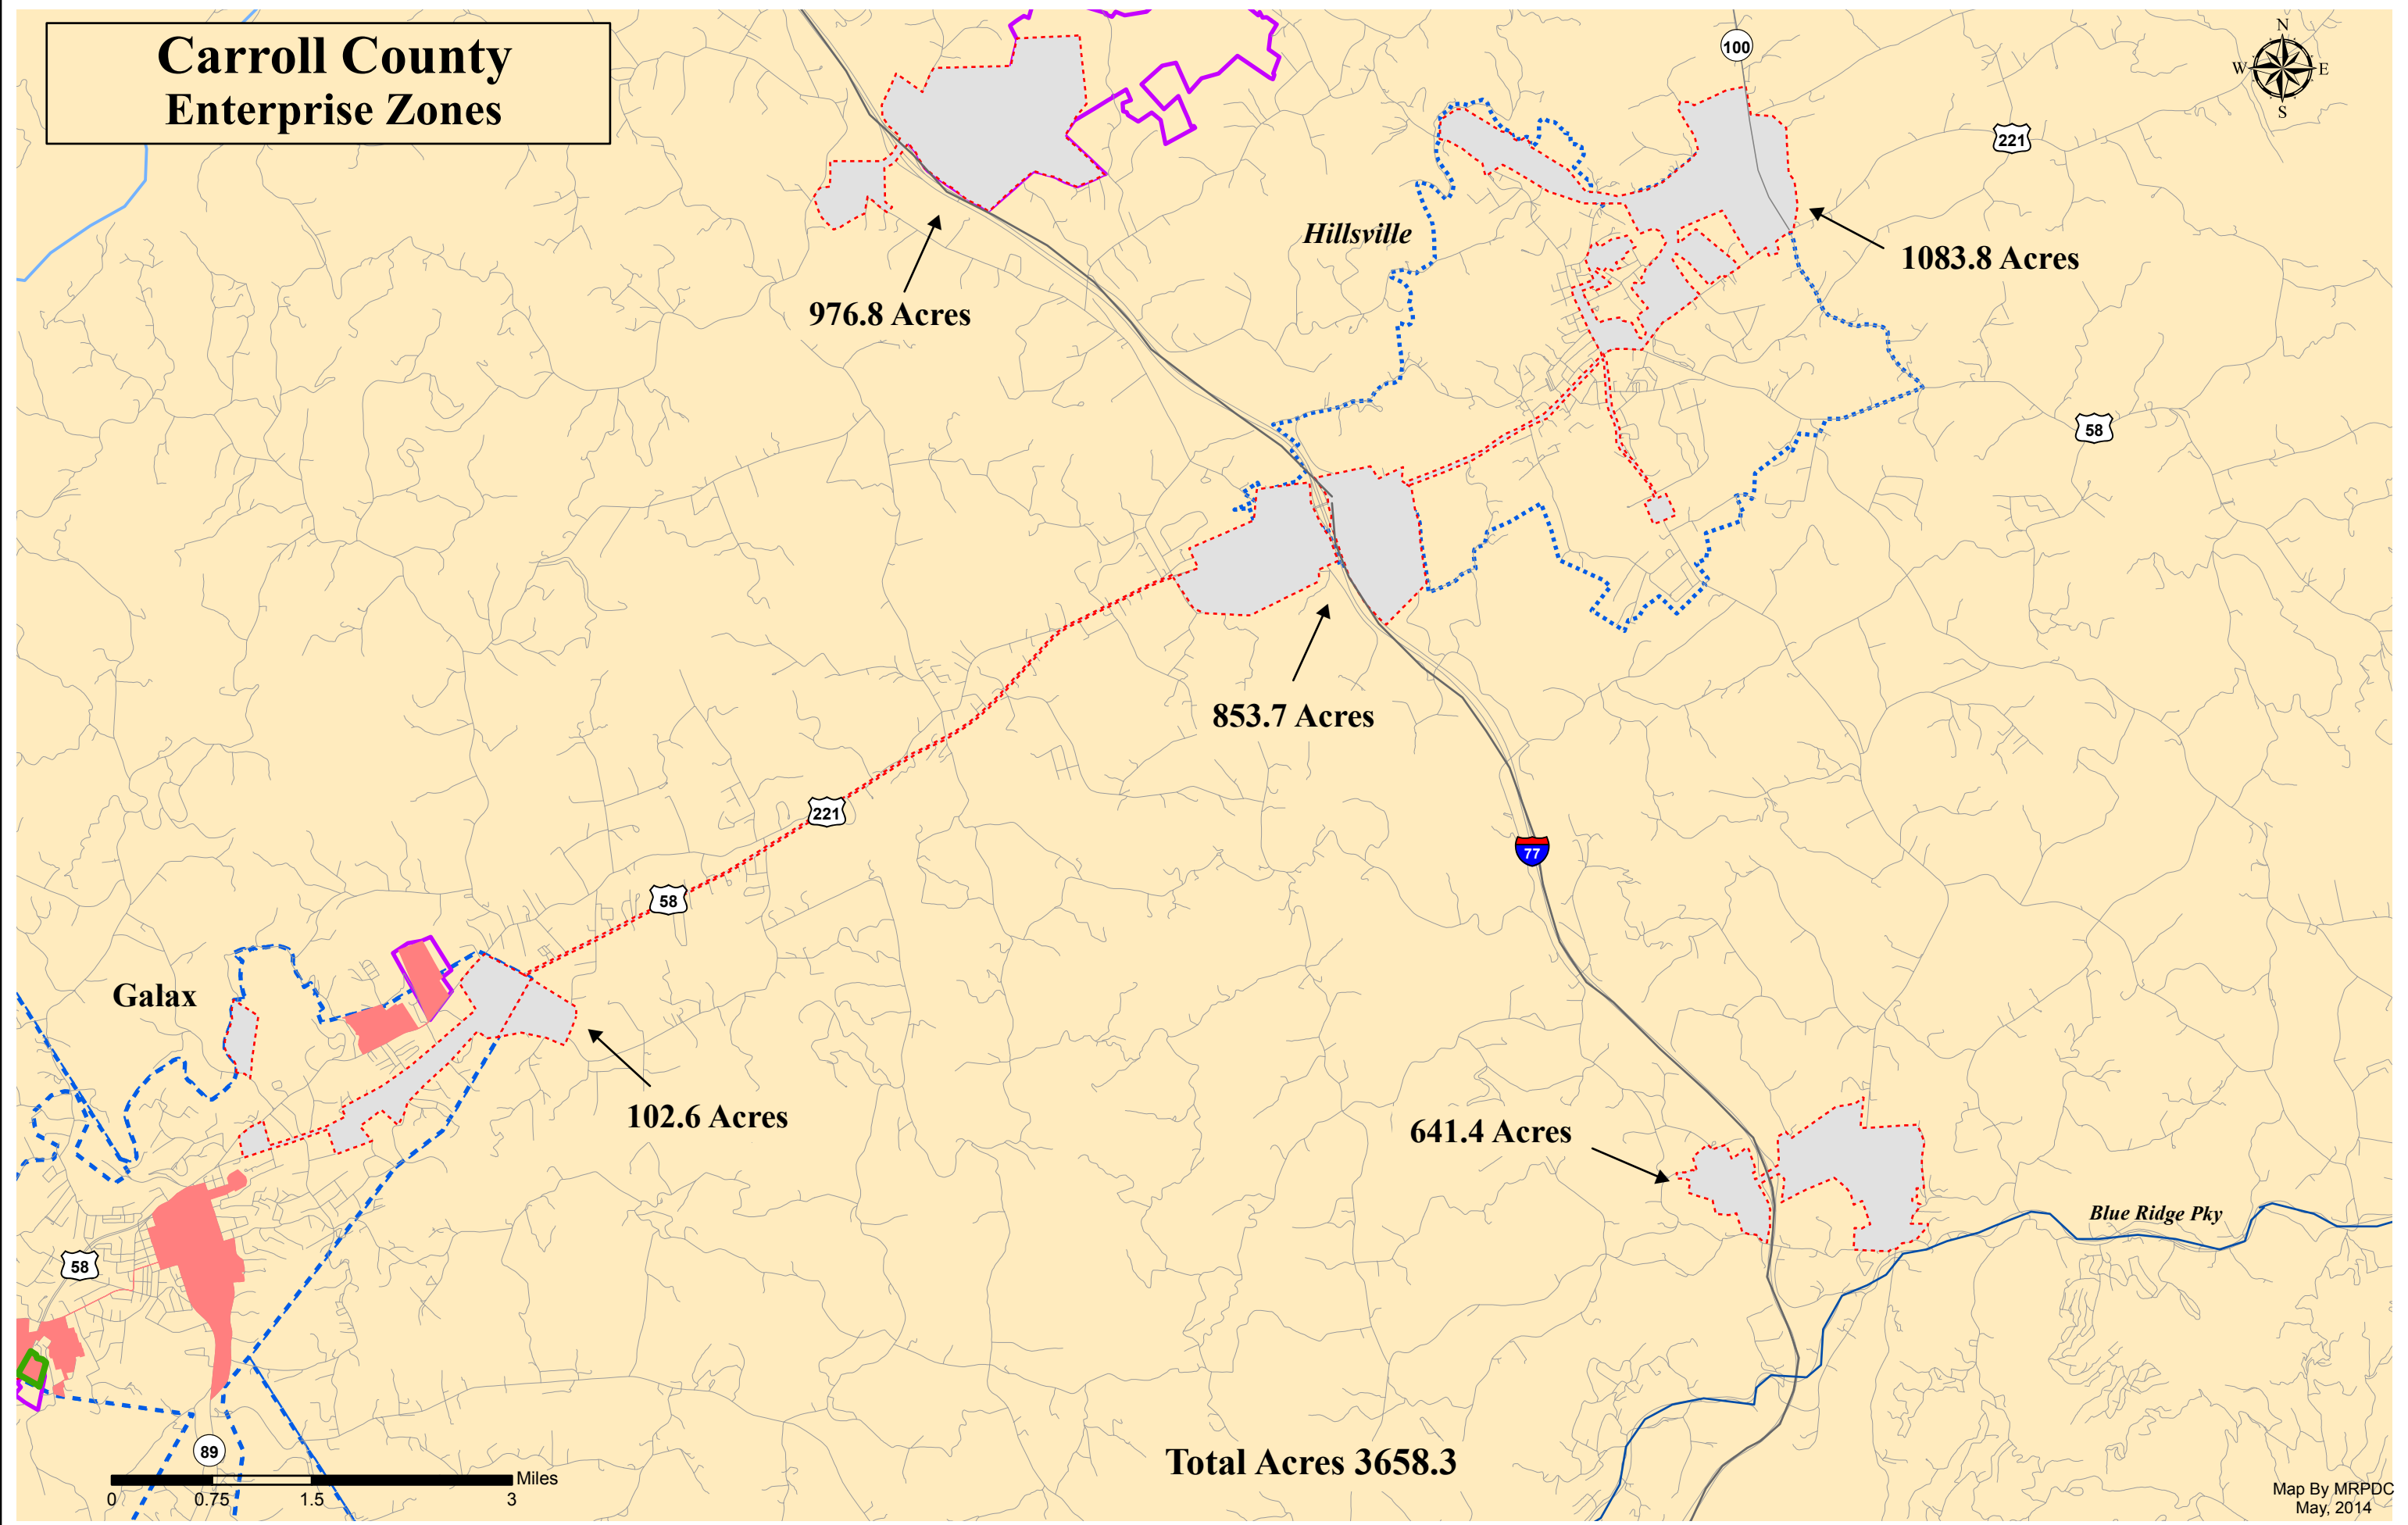 Carroll County
Enterprise Zones
N
W E
S
100
221
Hillsville
1083.8 Acres
976.8 Acres
58
853.7 Acres
221
77
58
Galax
102.6 Acres
641.4 Acres
Blue Ridge Pky
58
89
Total Acres 3658.3
Miles
0 0.75 1.5 3
Map By MRPDC
May, 2014